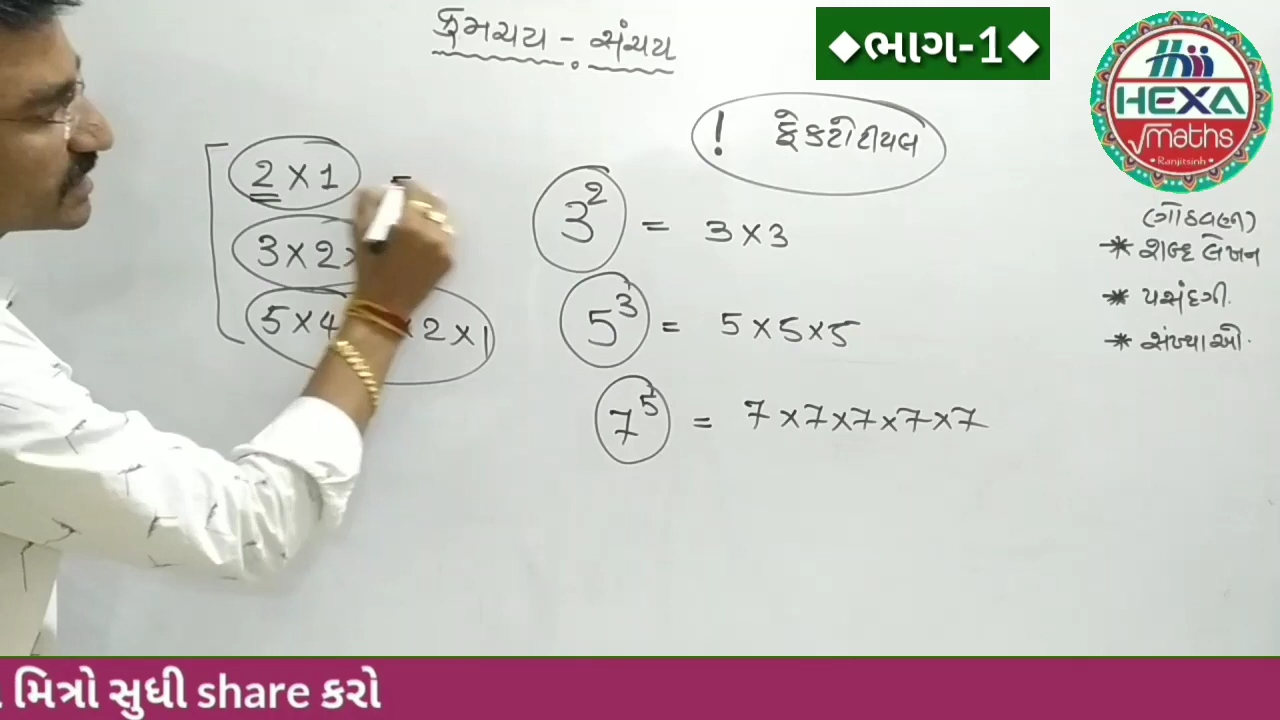 ક્રમચય - સંચય
◆ભાગ-1◆
HEXA
maths
Ranjitsinh
! ફેકટોરીયલ
2 × 1
3 × 2
5 × 4 × 2 × 1
3² = 3 × 3
5³ = 5 × 5 × 5
7⁵ = 7 × 7 × 7 × 7 × 7
(ગોઠવણ)
* શબ્દ લેખન
* પસંદગી.
* સંખ્યાઓ.
મિત્રો સુધી share કરો